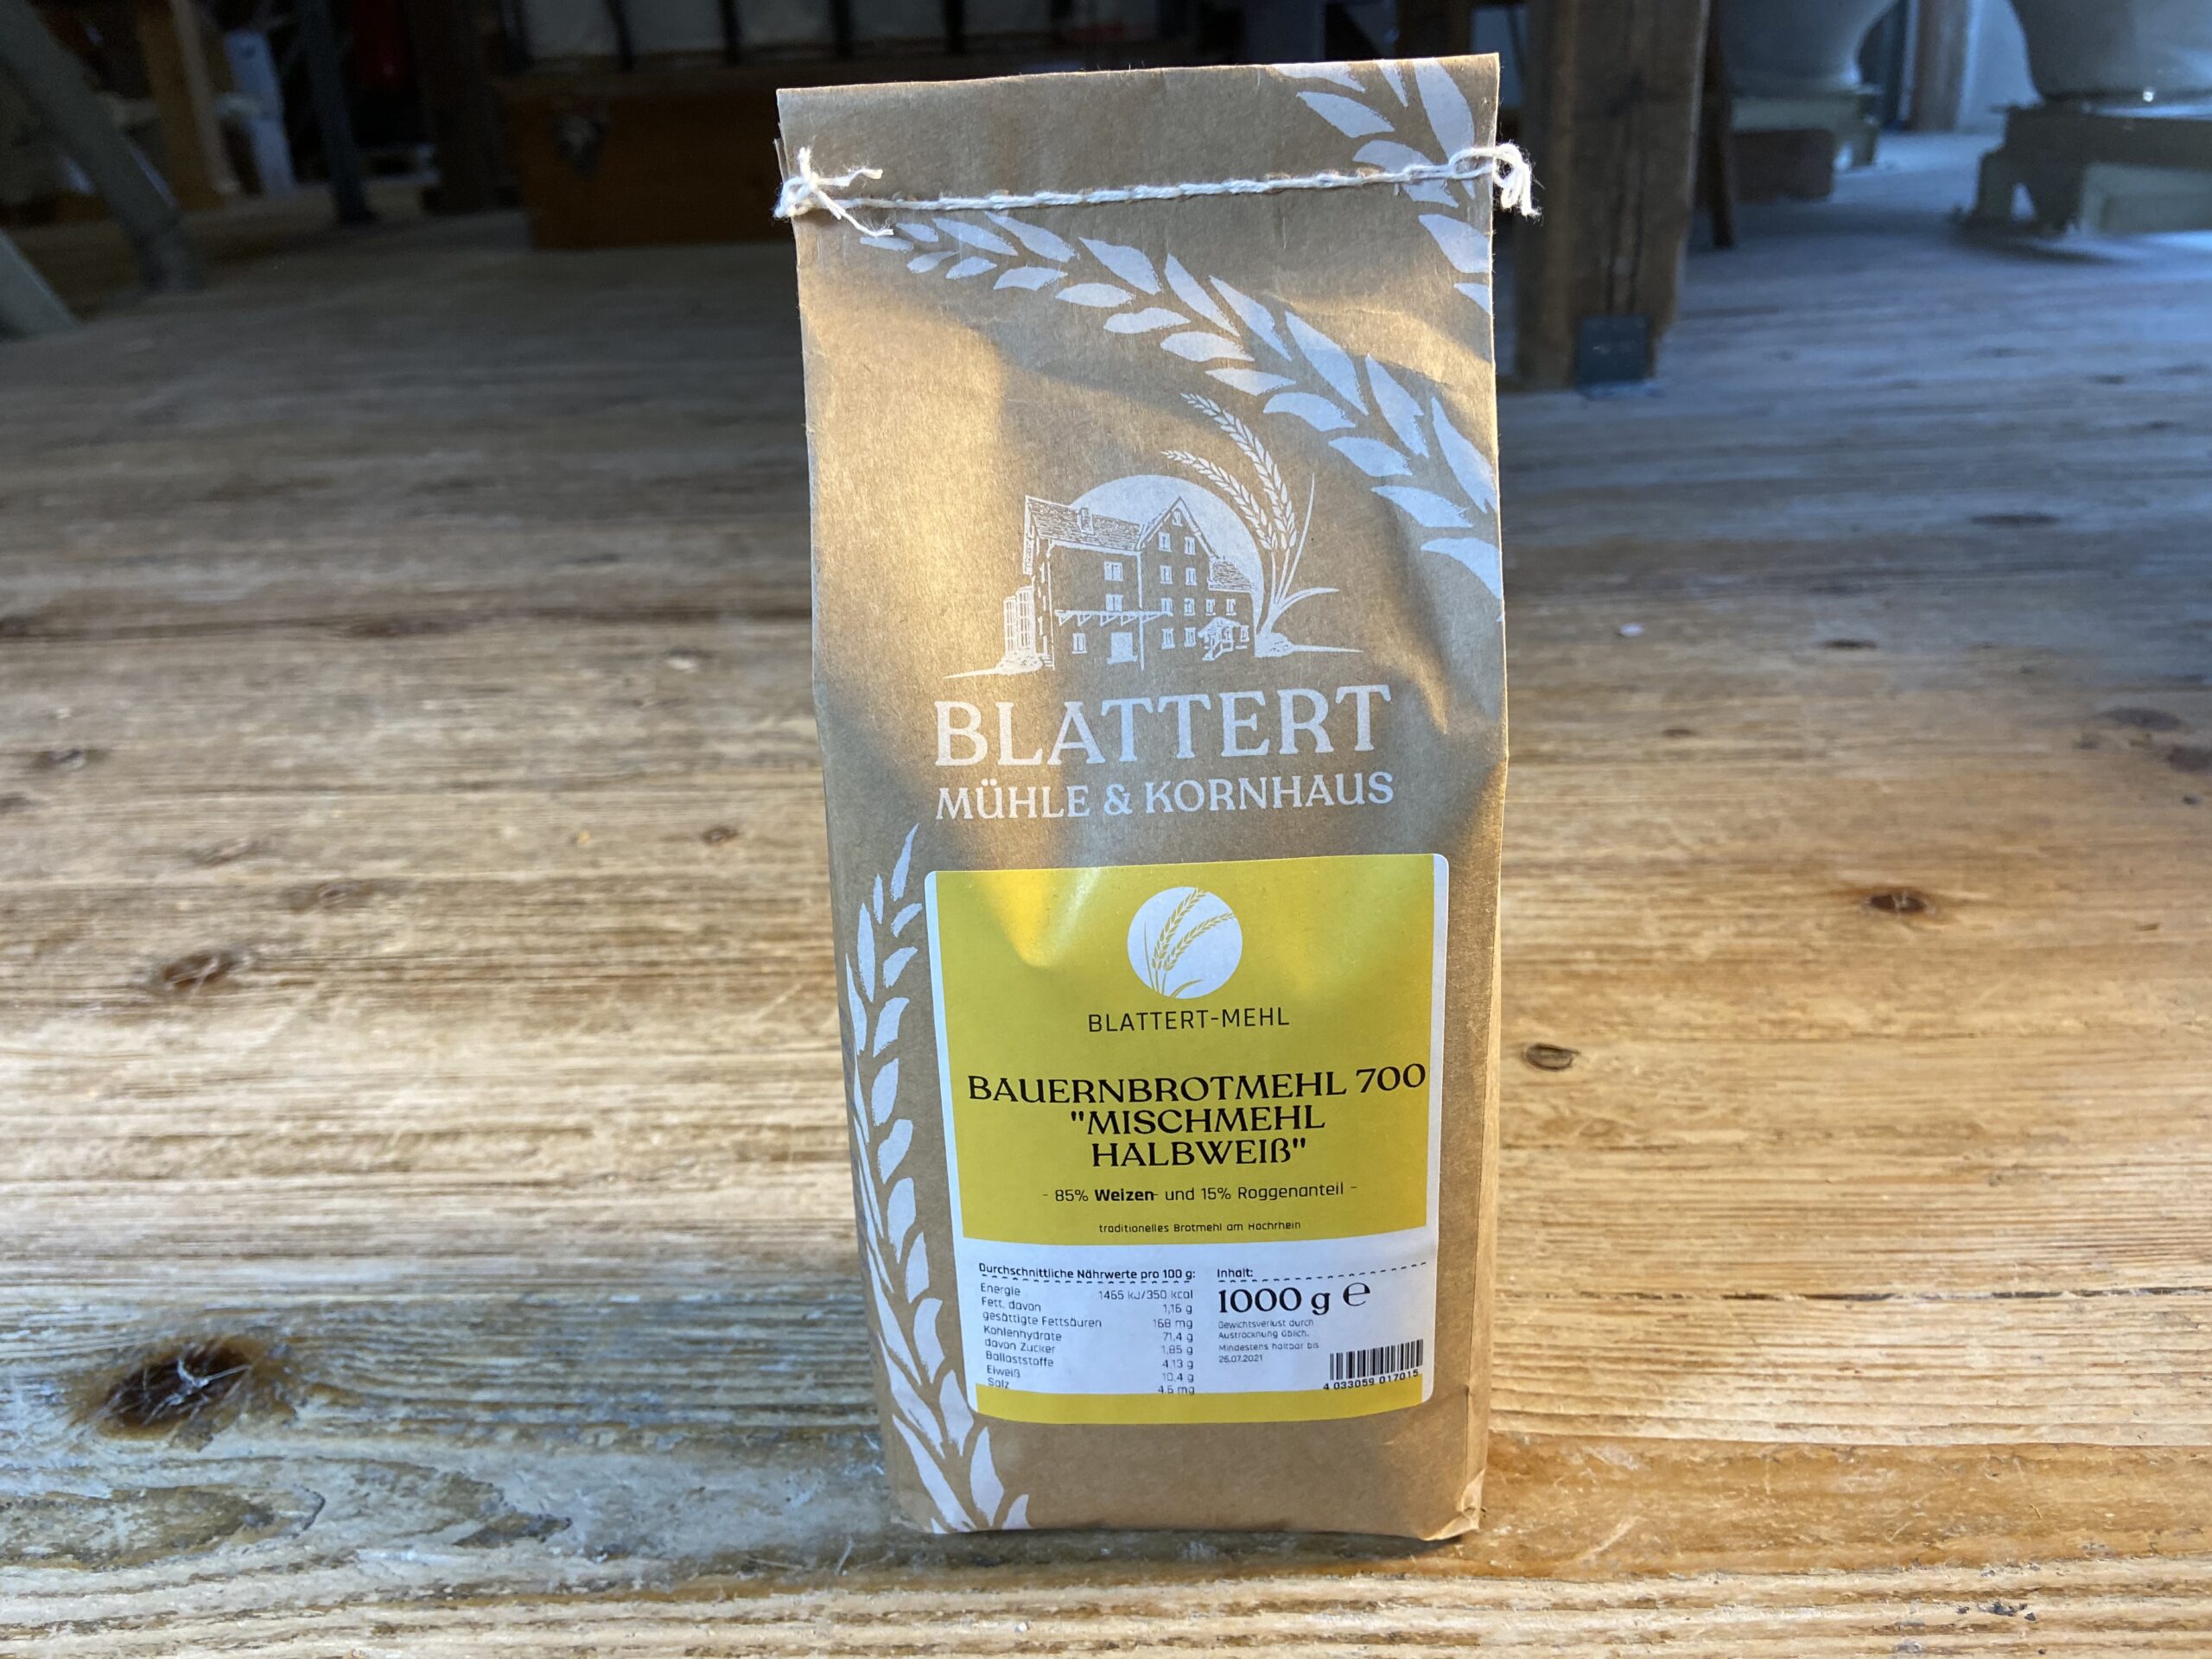 BLATTERT
MÜHLE & KORNHAUS
BLATTERT-MEHL
BAUERNBROTMEHL 700
"MISCHMEHL
HALBWEIß"
- 85% Weizen- und 15% Roggenanteil -
traditionelles Brotmehl am Hochrhein
Durchschnittliche Nährwerte pro 100 g:
Energie 1465 kJ/350 kcal
Fett, davon 1,16 g
gesättigte Fettsäuren 168 mg
Kohlenhydrate 71,4 g
davon Zucker 1,85 g
Ballaststoffe 4,13 g
Eiweiß 10,4 g
Salz 4,6 mg
Inhalt:
1000 g ℮
Gewichtsverlust durch
Austrocknung üblich.
Mindestens haltbar bis
26.07.2021
4 033059 017015